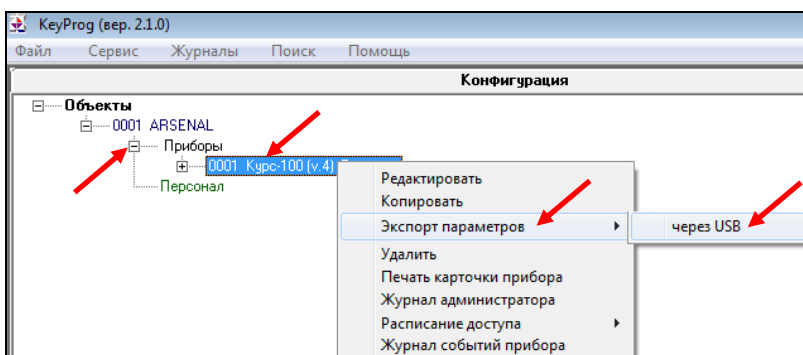 KeyProg (вер. 2.1.0)
Файл Сервис Журналы Поиск Помощь
Конфигурация
Объекты
0001 ARSENAL
Приборы
0001 Курс-100 (v.4)
Персонал
Редактировать
Копировать
Экспорт параметров
через USB
Удалить
Печать карточки прибора
Журнал администратора
Расписание доступа
Журнал событий прибора